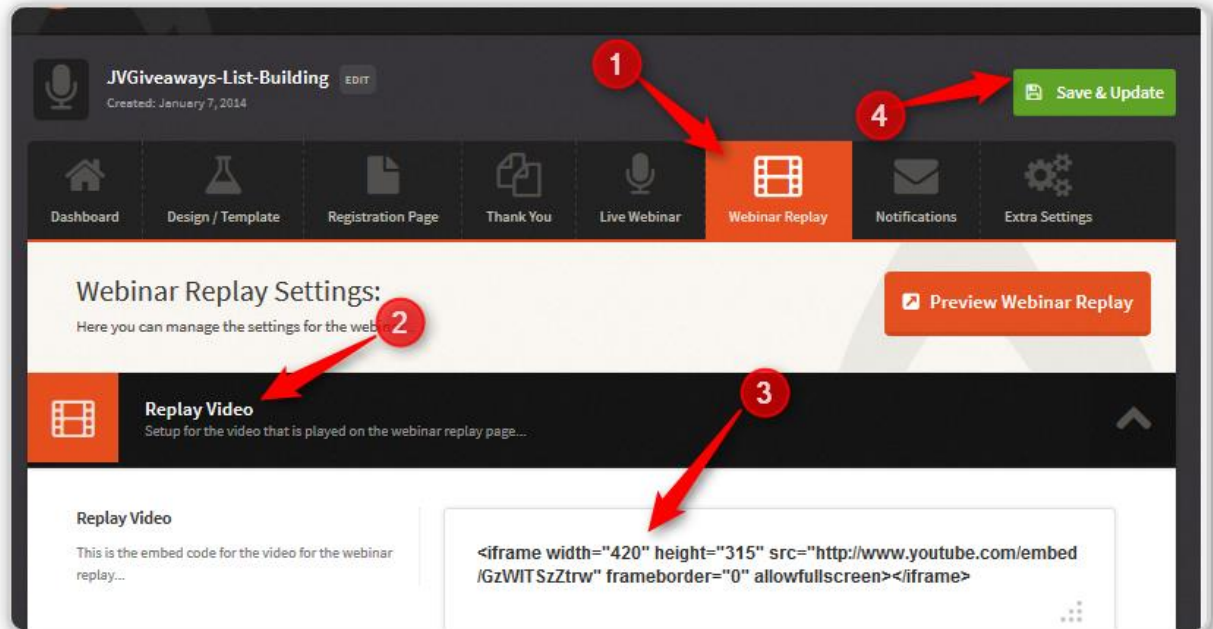 JVGiveaways-List-Building EDIT
Created: January 7, 2014
1
4
Save & Update
Dashboard
Design / Template
Registration Page
Thank You
Live Webinar
Webinar Replay
Notifications
Extra Settings
Webinar Replay Settings:
Here you can manage the settings for the
2
Preview Webinar Replay
Replay Video
Setup for the video that is played on the webinar replay page...
3
Replay Video
This is the embed code for the video for the webinar
replay...
<iframe width="420" height="315" src="http://www.youtube.com/embed
/GzWITSzZtrw" frameborder="0" allowfullscreen></iframe>